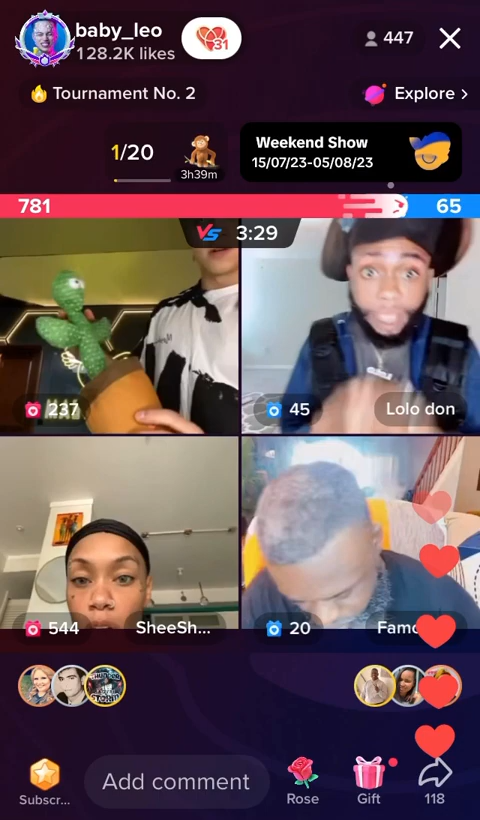 baby_leo
128.2K likes
31
447
Tournament No. 2
Explore
1/20
3h39m
Weekend Show
15/07/23-05/08/23
781
65
VS 3:29
237
45
Lolo don
544
SheeSh...
20
Famo
Subscr...
Add comment
Rose
Gift
118